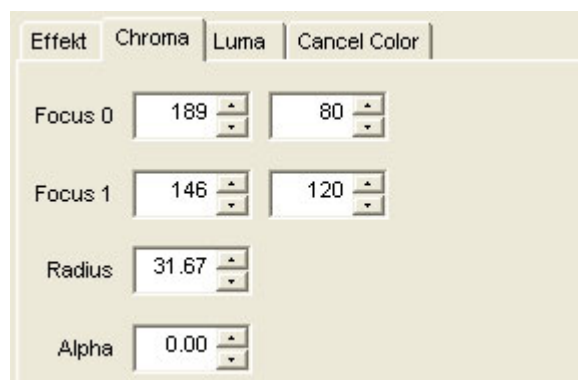 Effekt Chroma Luma Cancel Color
Focus 0 189 80
Focus 1 146 120
Radius 31.67
Alpha 0.00